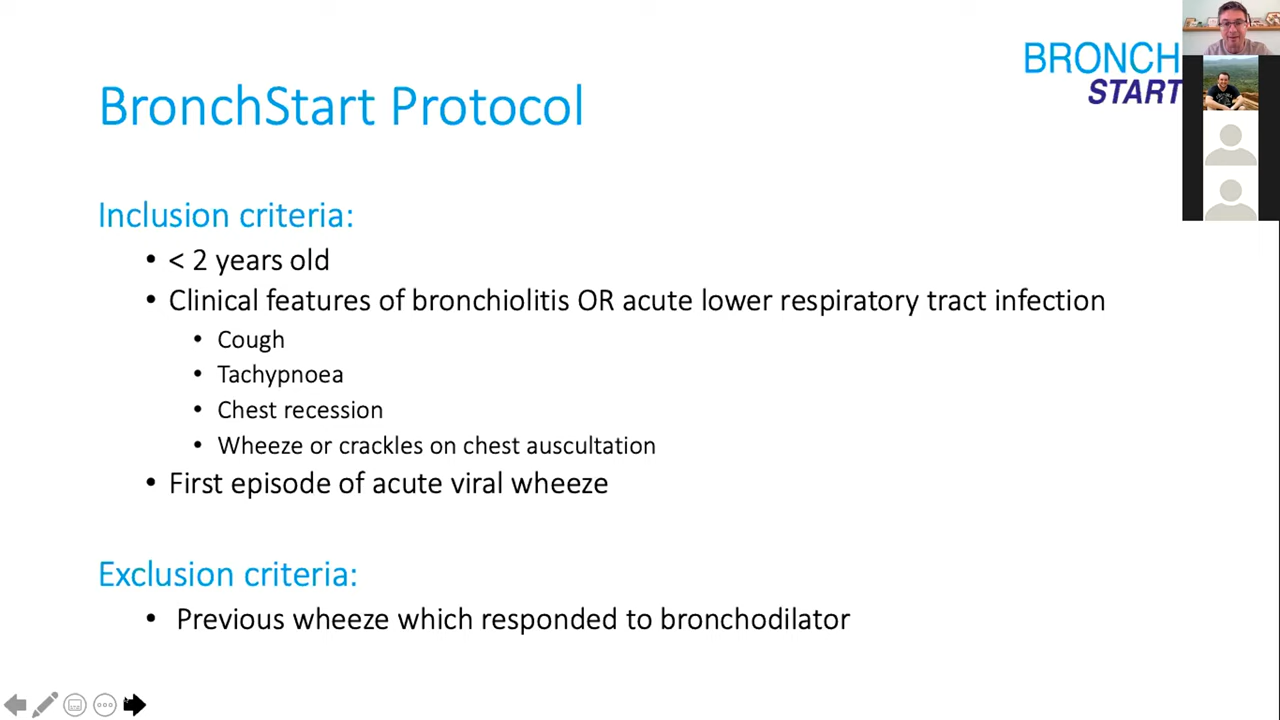 BRONCH
START
BronchStart Protocol
Inclusion criteria:
• < 2 years old
• Clinical features of bronchiolitis OR acute lower respiratory tract infection
• Cough
• Tachypnoea
• Chest recession
• Wheeze or crackles on chest auscultation
• First episode of acute viral wheeze
Exclusion criteria:
• Previous wheeze which responded to bronchodilator